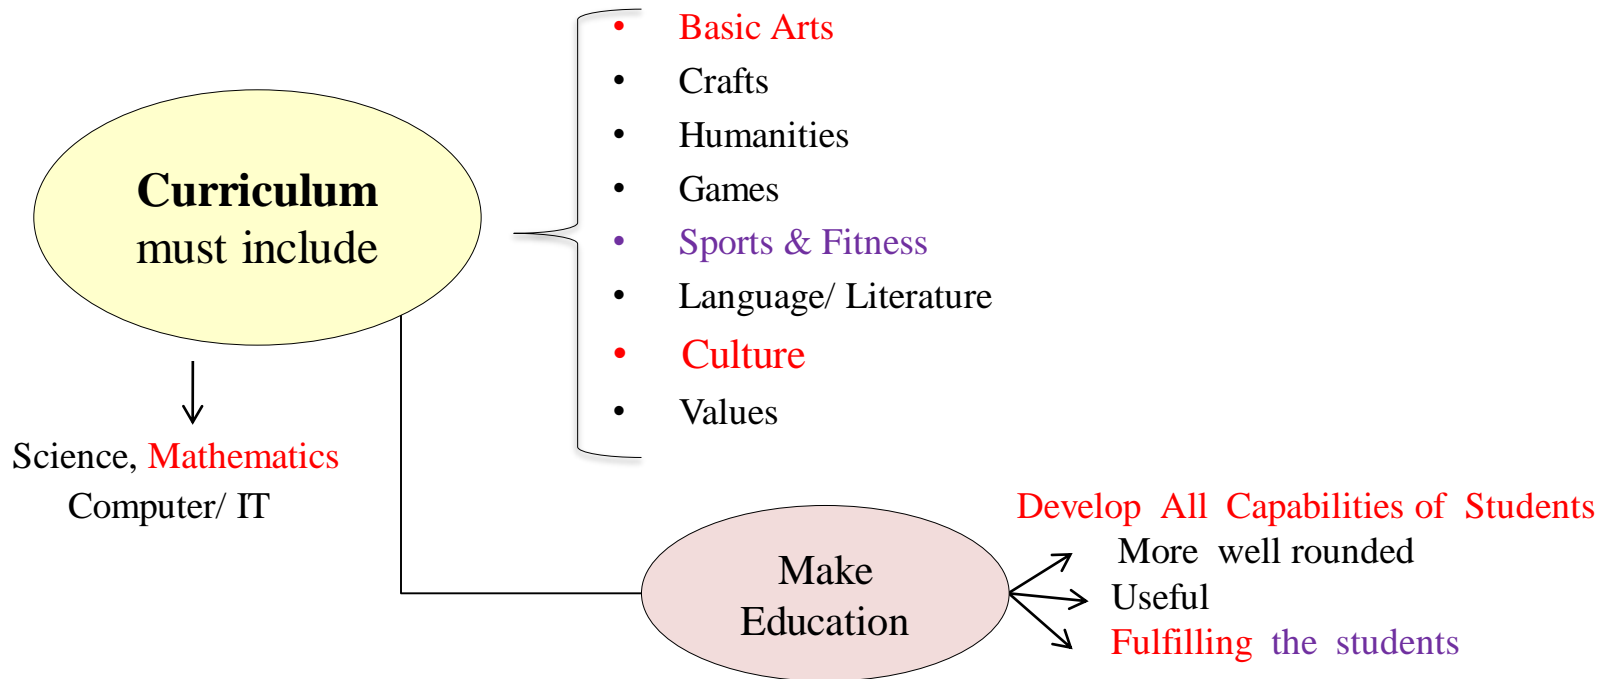 Curriculum
must include
• Basic Arts
• Crafts
• Humanities
• Games
• Sports & Fitness
• Language/ Literature
• Culture
• Values
Science, Mathematics
Computer/ IT
Make
Education
Develop All Capabilities of Students
More well rounded
Useful
Fulfilling the students